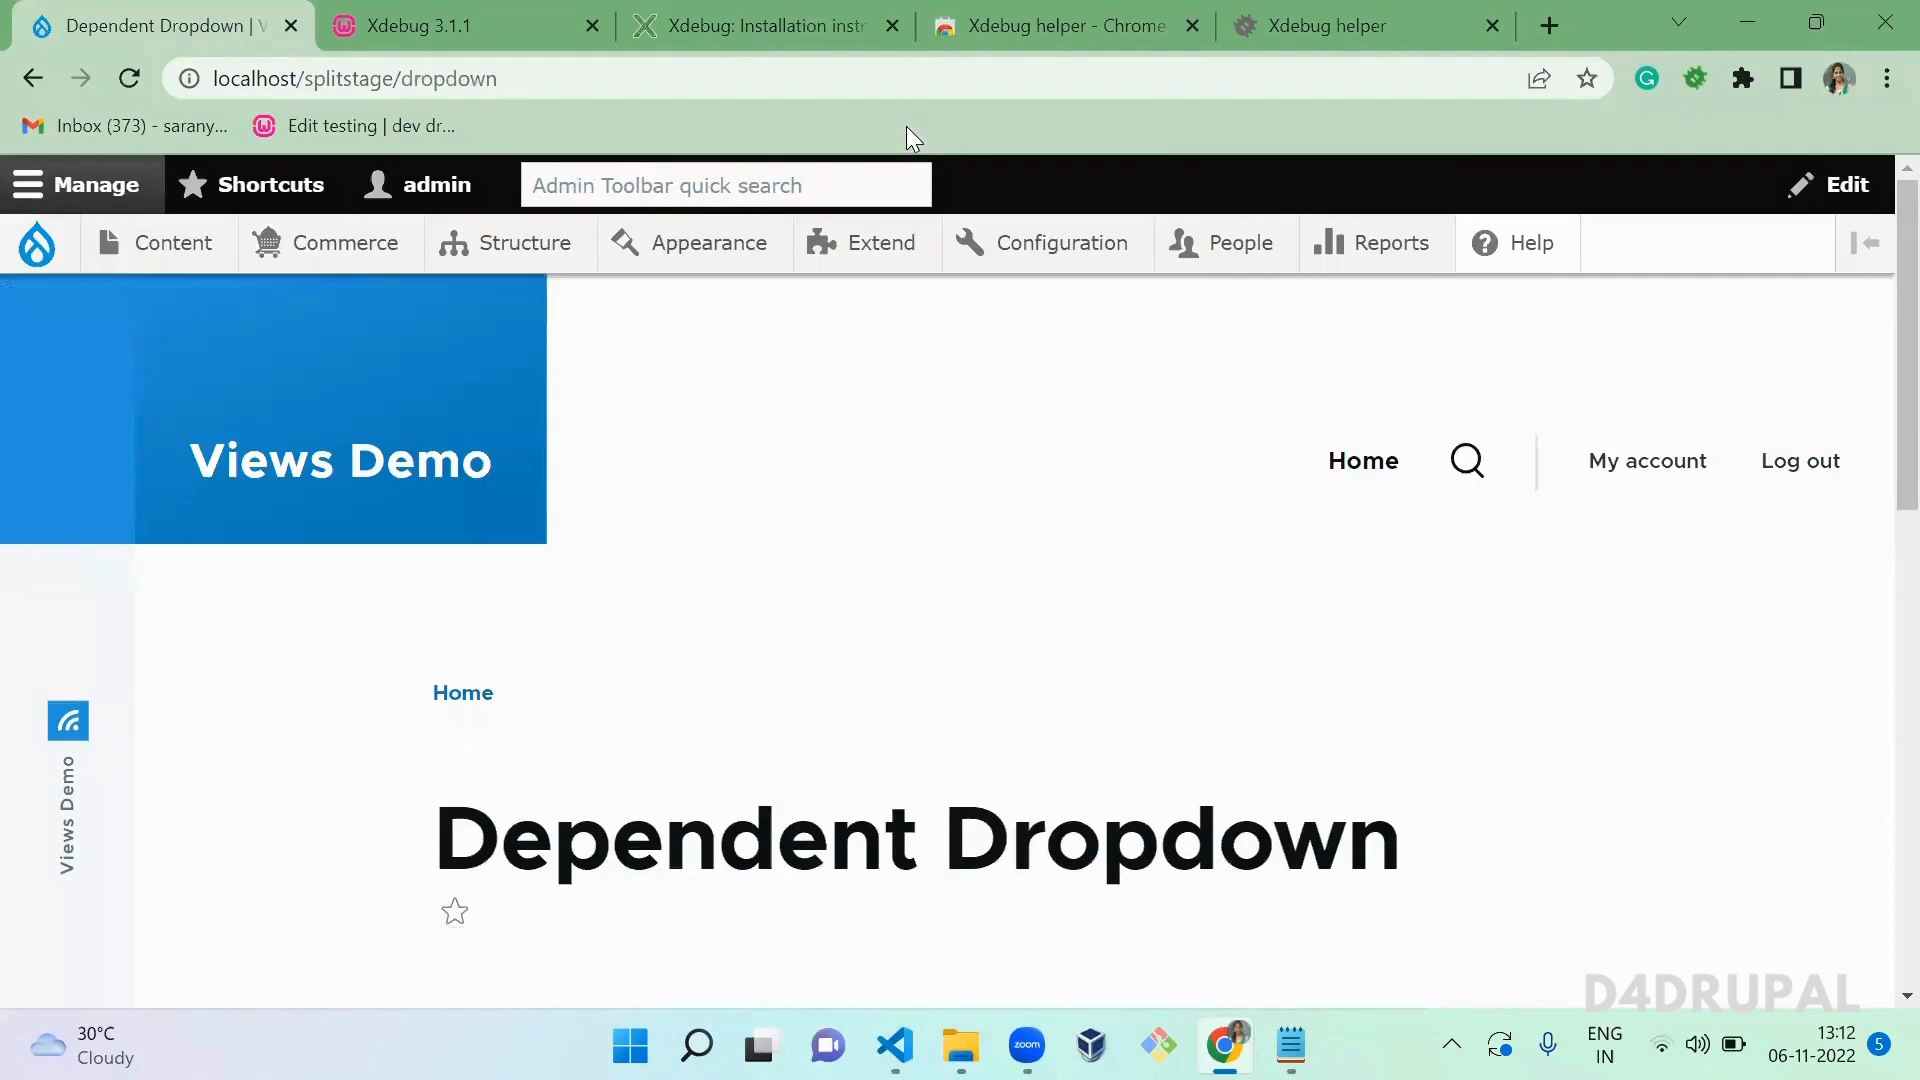 Dependent Dropdown | V
Xdebug 3.1.1
Xdebug: Installation instr
Xdebug helper - Chrome
Xdebug helper
localhost/splitstage/dropdown
Inbox (373) - sarany...
Edit testing | dev dr...
Manage
Shortcuts
admin
Admin Toolbar quick search
Edit
Content
Commerce
Structure
Appearance
Extend
Configuration
People
Reports
Help
Views Demo
Home
My account
Log out
Home
Views Demo
Dependent Dropdown
D4DRUPAL
30°C
Cloudy
zoom
ENG
IN
13:12
06-11-2022
5